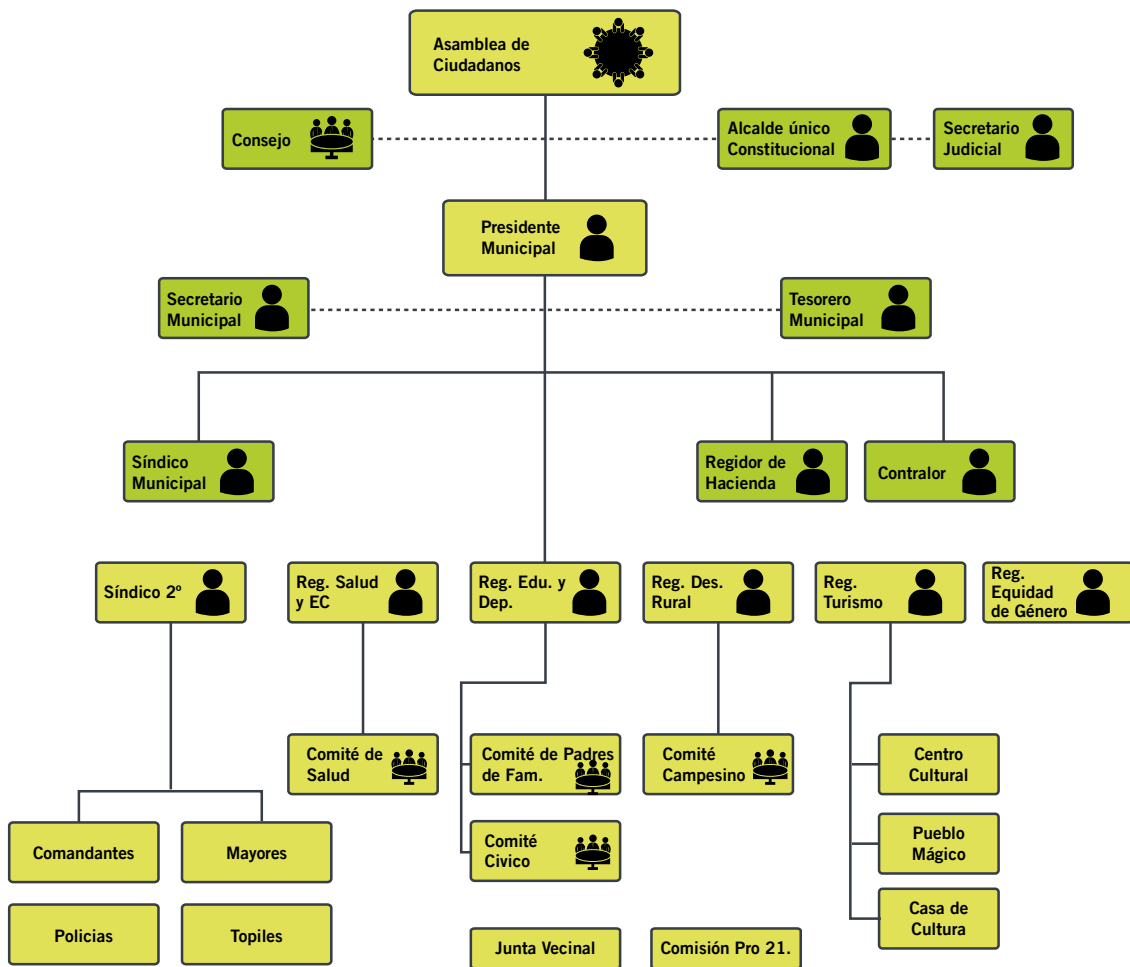 Asamblea de
Ciudadanos
Consejo
Alcalde único
Constitucional
Secretario
Judicial
Presidente
Municipal
Secretario
Municipal
Tesorero
Municipal
Síndico
Municipal
Regidor de
Hacienda
Contralor
Síndico 2º
Reg. Salud
y EC
Reg. Edu. y
Dep.
Reg. Des.
Rural
Reg.
Turismo
Reg.
Equidad
de Género
Comité de
Salud
Comité de Padres
de Fam.
Comité
Campesino
Centro
Cultural
Comandantes
Mayores
Comité
Civico
Pueblo
Mágico
Policias
Topiles
Junta Vecinal
Comisión Pro 21.
Casa de
Cultura